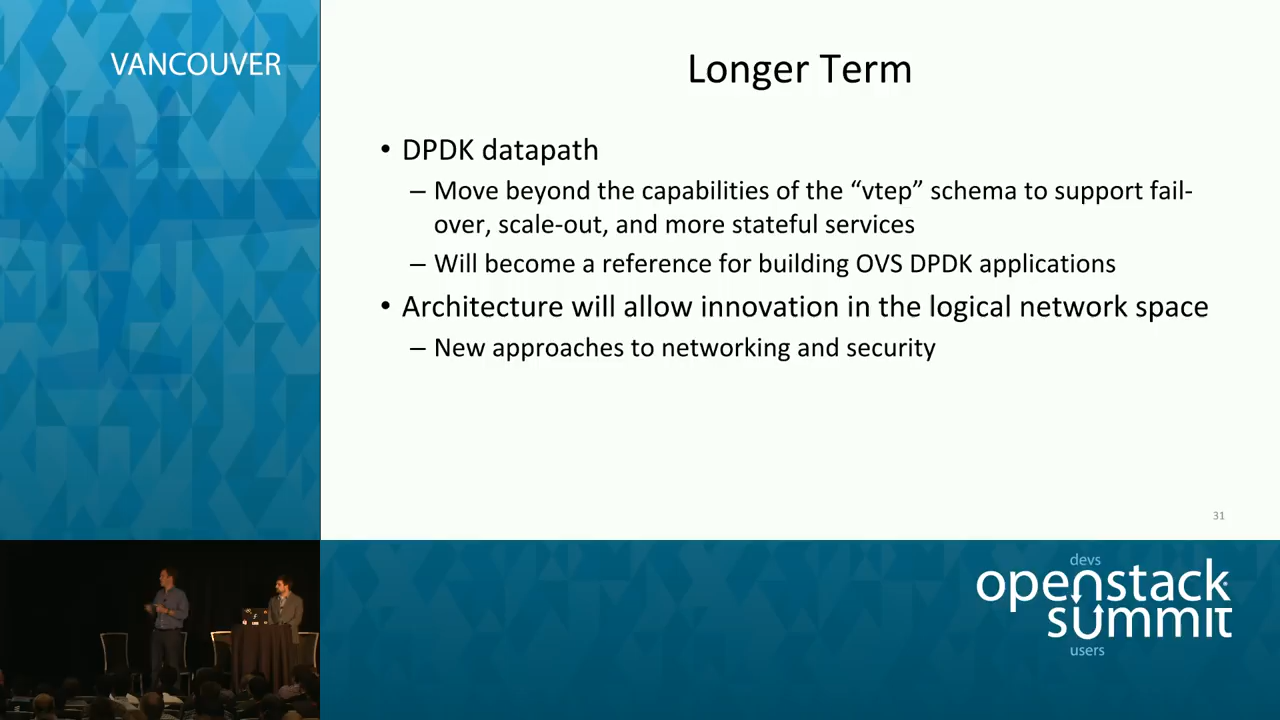 VANCOUVER
Longer Term
• DPDK datapath
– Move beyond the capabilities of the “vtep” schema to support fail-
over, scale-out, and more stateful services
– Will become a reference for building OVS DPDK applications
• Architecture will allow innovation in the logical network space
– New approaches to networking and security
31
devs
openstack
summit
users